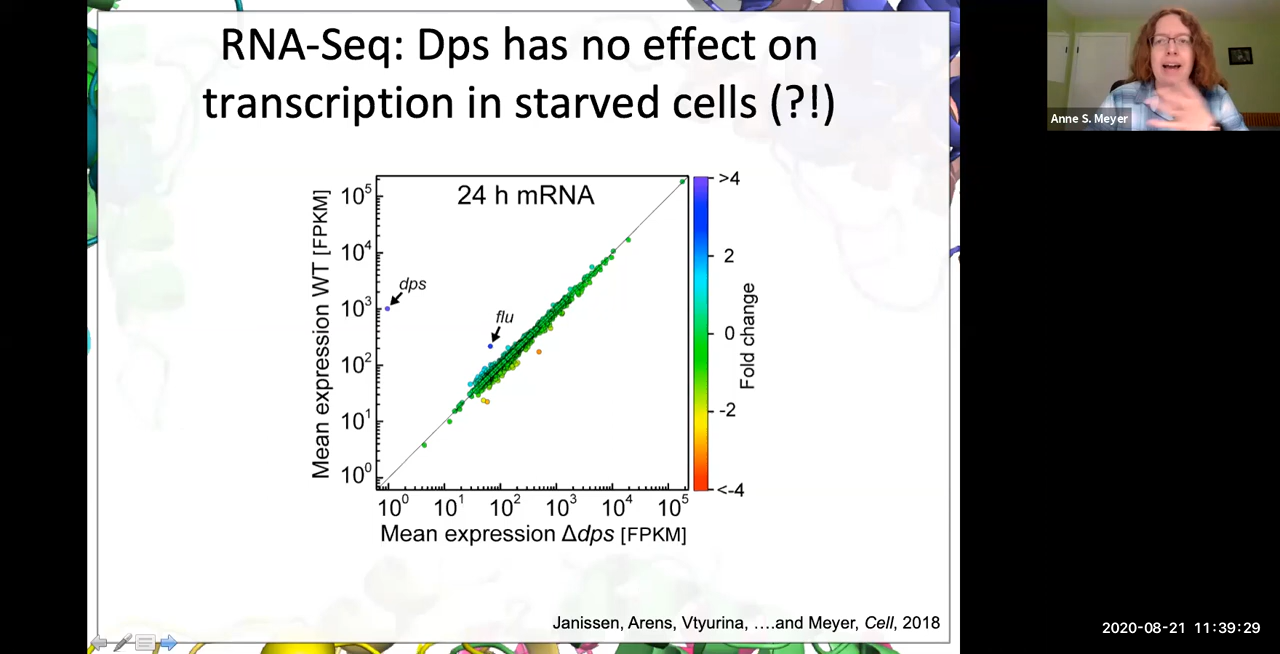 RNA-Seq: Dps has no effect on
transcription in starved cells (?!)
Anne S. Meyer
24 h mRNA
Mean expression WT [FPKM]
10⁵
10⁴
10³
10²
10¹
10⁰
dps
flu
10⁰ 10¹ 10² 10³ 10⁴ 10⁵
Mean expression Δdps [FPKM]
>4
2
0
-2
<-4
Fold change
Janissen, Arens, Vtyurina, ….and Meyer, Cell, 2018
2020-08-21 11:39:29